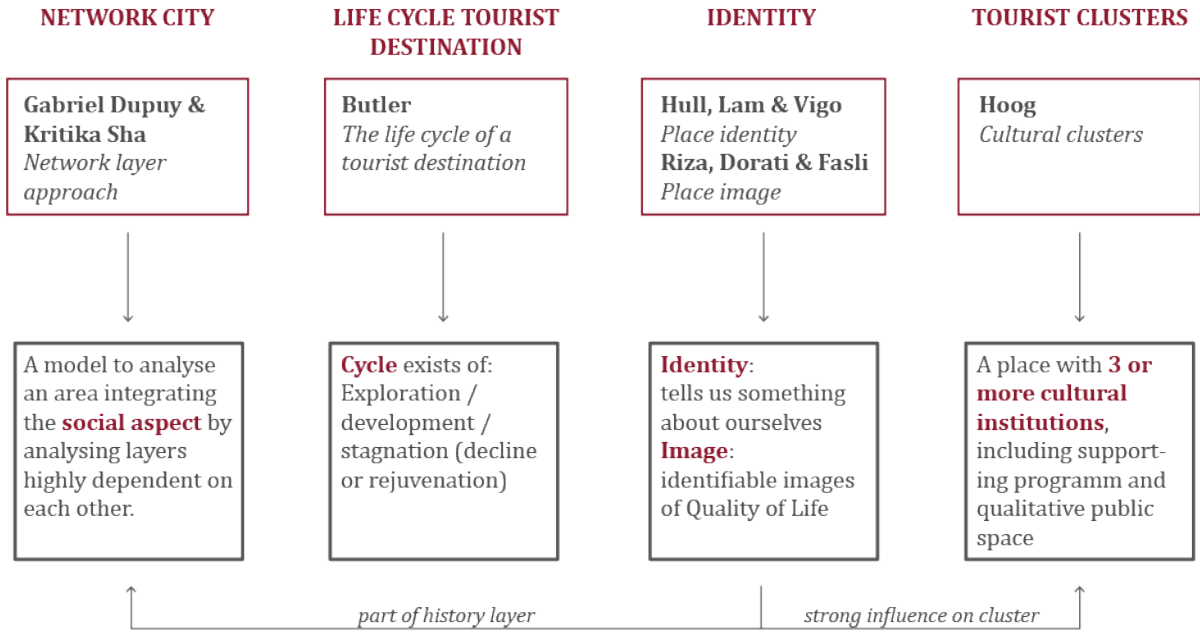 NETWORK CITY
Gabriel Dupuy &
Kritika Sha
Network layer
approach
A model to analyse
an area integrating
the social aspect by
analysing layers
highly dependent on
each other.
LIFE CYCLE TOURIST
DESTINATION
Butler
The life cycle of a
tourist destination
Cycle exists of:
Exploration /
development /
stagnation (decline
or rejuvenation)
IDENTITY
Hull, Lam & Vigo
Place identity
Riza, Dorati & Fasli
Place image
Identity:
tells us something
about ourselves
Image:
identifiable images
of Quality of Life
TOURIST CLUSTERS
Hoog
Cultural clusters
A place with 3 or
more cultural
institutions,
including support-
ing programm and
qualitative public
space
part of history layer
strong influence on cluster